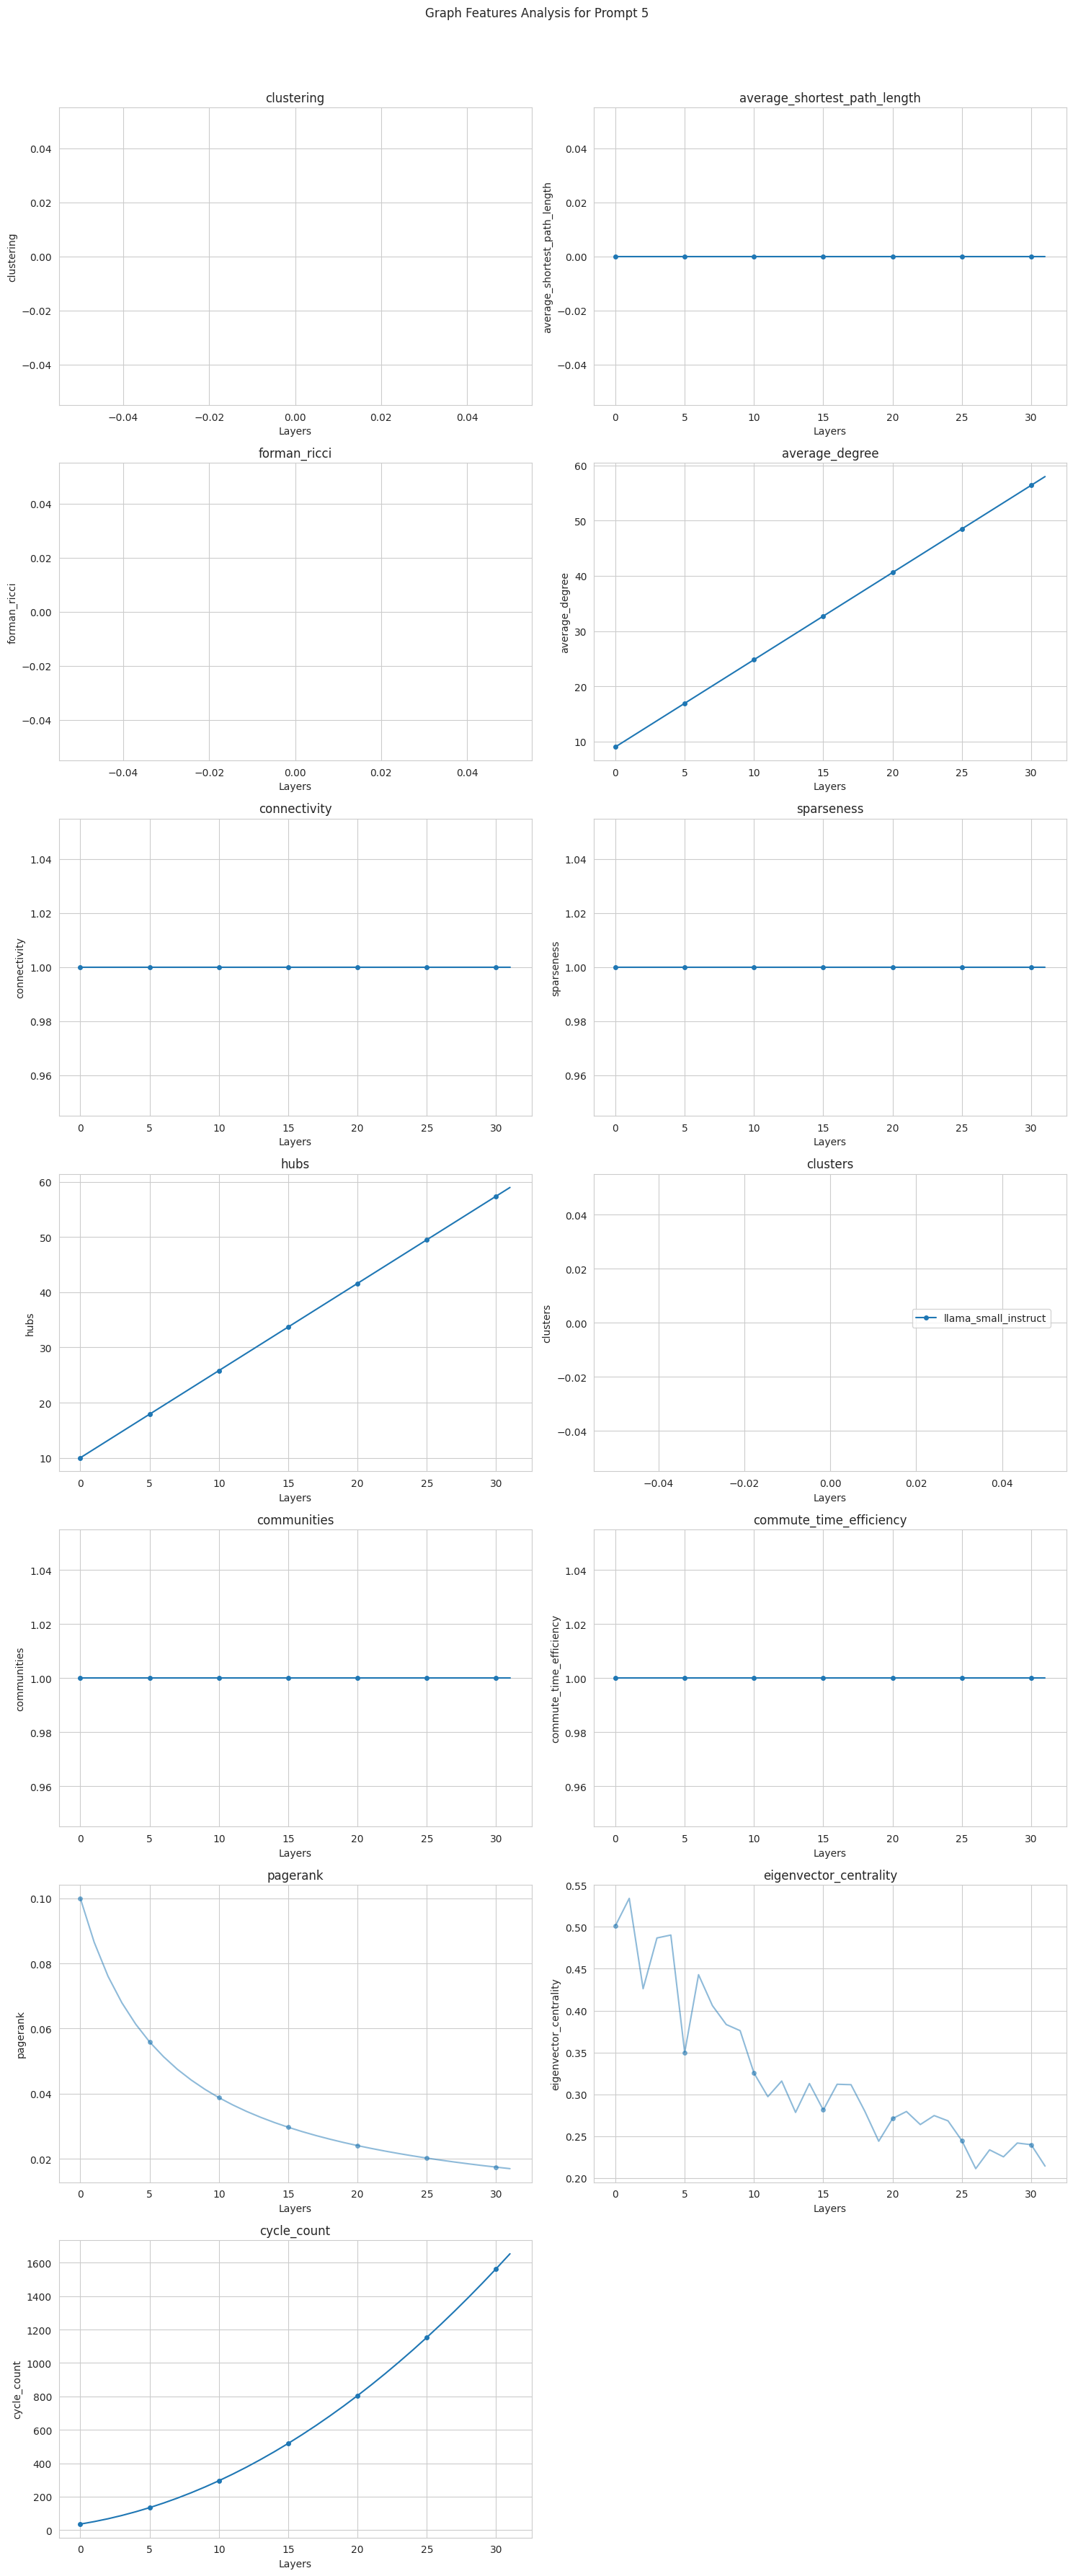 Graph Features Analysis for Prompt 5
clustering
clustering
0.04
0.02
0.00
−0.02
−0.04
−0.04 −0.02 0.00 0.02 0.04
Layers
average_shortest_path_length
average_shortest_path_length
0.04
0.02
0.00
−0.02
−0.04
0 5 10 15 20 25 30
Layers
forman_ricci
forman_ricci
0.04
0.02
0.00
−0.02
−0.04
−0.04 −0.02 0.00 0.02 0.04
Layers
average_degree
average_degree
60
50
40
30
20
10
0 5 10 15 20 25 30
Layers
connectivity
connectivity
1.04
1.02
1.00
0.98
0.96
0 5 10 15 20 25 30
Layers
sparseness
sparseness
1.04
1.02
1.00
0.98
0.96
0 5 10 15 20 25 30
Layers
hubs
hubs
60
50
40
30
20
10
0 5 10 15 20 25 30
Layers
clusters
clusters
0.04
0.02
0.00
−0.02
−0.04
llama_small_instruct
−0.04 −0.02 0.00 0.02 0.04
Layers
communities
communities
1.04
1.02
1.00
0.98
0.96
0 5 10 15 20 25 30
Layers
commute_time_efficiency
commute_time_efficiency
1.04
1.02
1.00
0.98
0.96
0 5 10 15 20 25 30
Layers
pagerank
pagerank
0.10
0.08
0.06
0.04
0.02
0 5 10 15 20 25 30
Layers
eigenvector_centrality
eigenvector_centrality
0.55
0.50
0.45
0.40
0.35
0.30
0.25
0.20
0 5 10 15 20 25 30
Layers
cycle_count
cycle_count
1600
1400
1200
1000
800
600
400
200
0
0 5 10 15 20 25 30
Layers